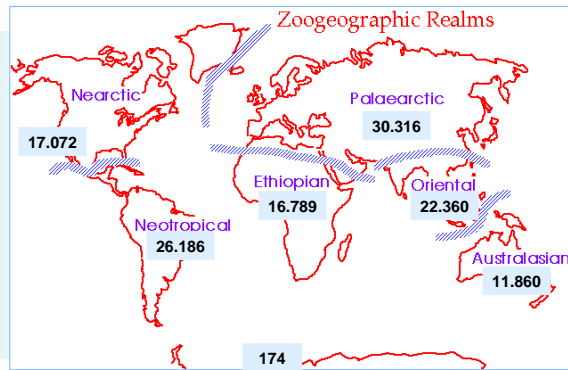 Zoogeographic Realms
Nearctic
17.072
Palaearctic
30.316
Ethiopian
16.789
Oriental
22.360
Neotropical
26.186
Australasian
11.860
174